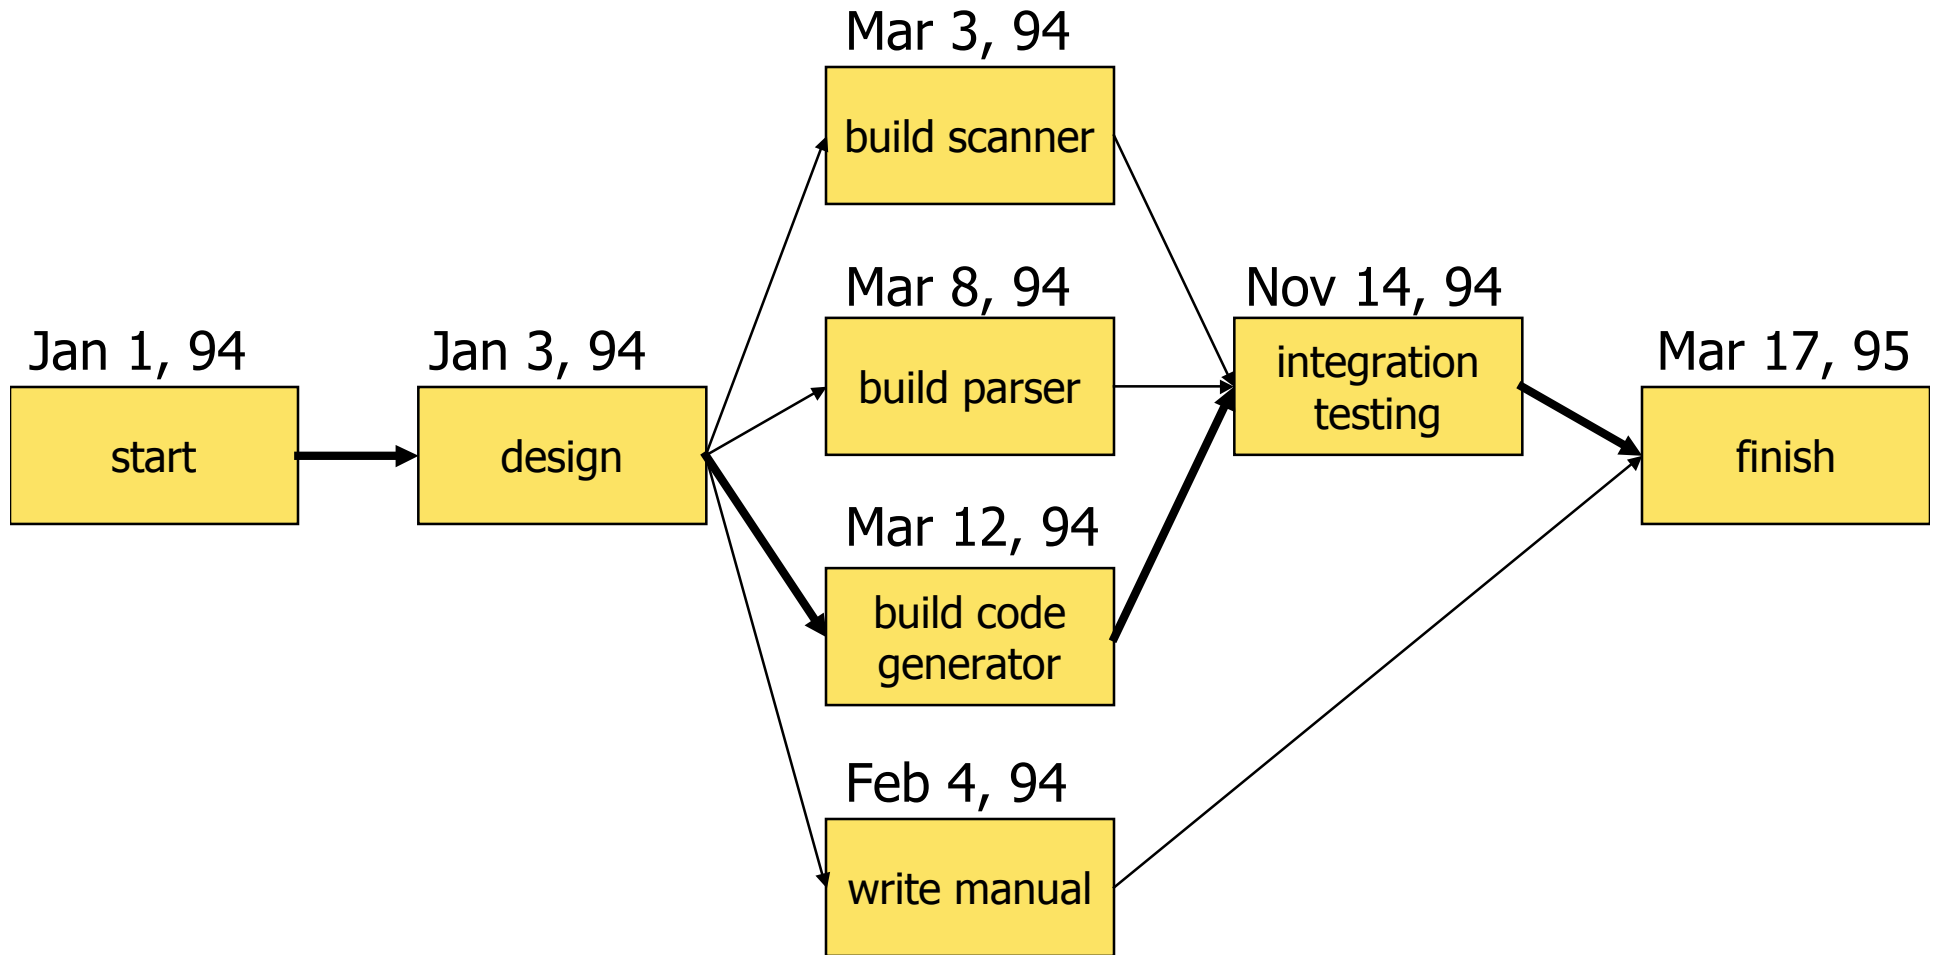 Mar 3, 94
build scanner
Mar 8, 94
build parser
Nov 14, 94
integration
testing
Jan 1, 94
start
Jan 3, 94
design
Mar 17, 95
finish
Mar 12, 94
build code
generator
Feb 4, 94
write manual